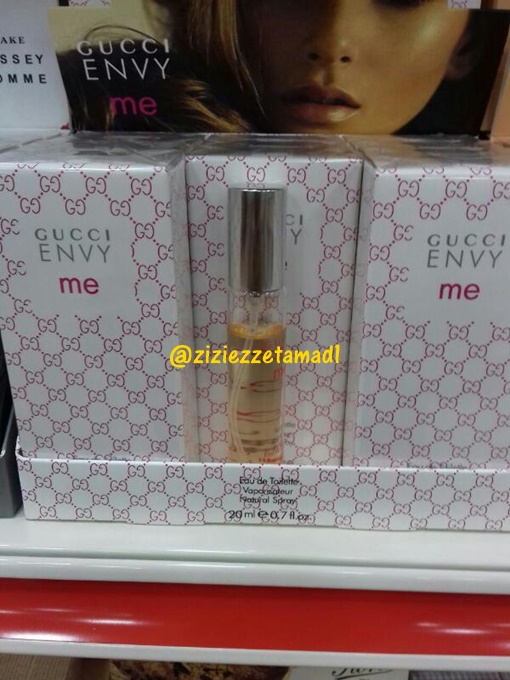 AKE
SSEY
OMME
GUCCI
ENVY
me
GUCCI
ENVY
me
GUCCI
ENVY
me
@ziziezzetamadl
Eau de Toilette
Vaporisateur
Natural Spray
20 ml e 0.7 fl.oz.